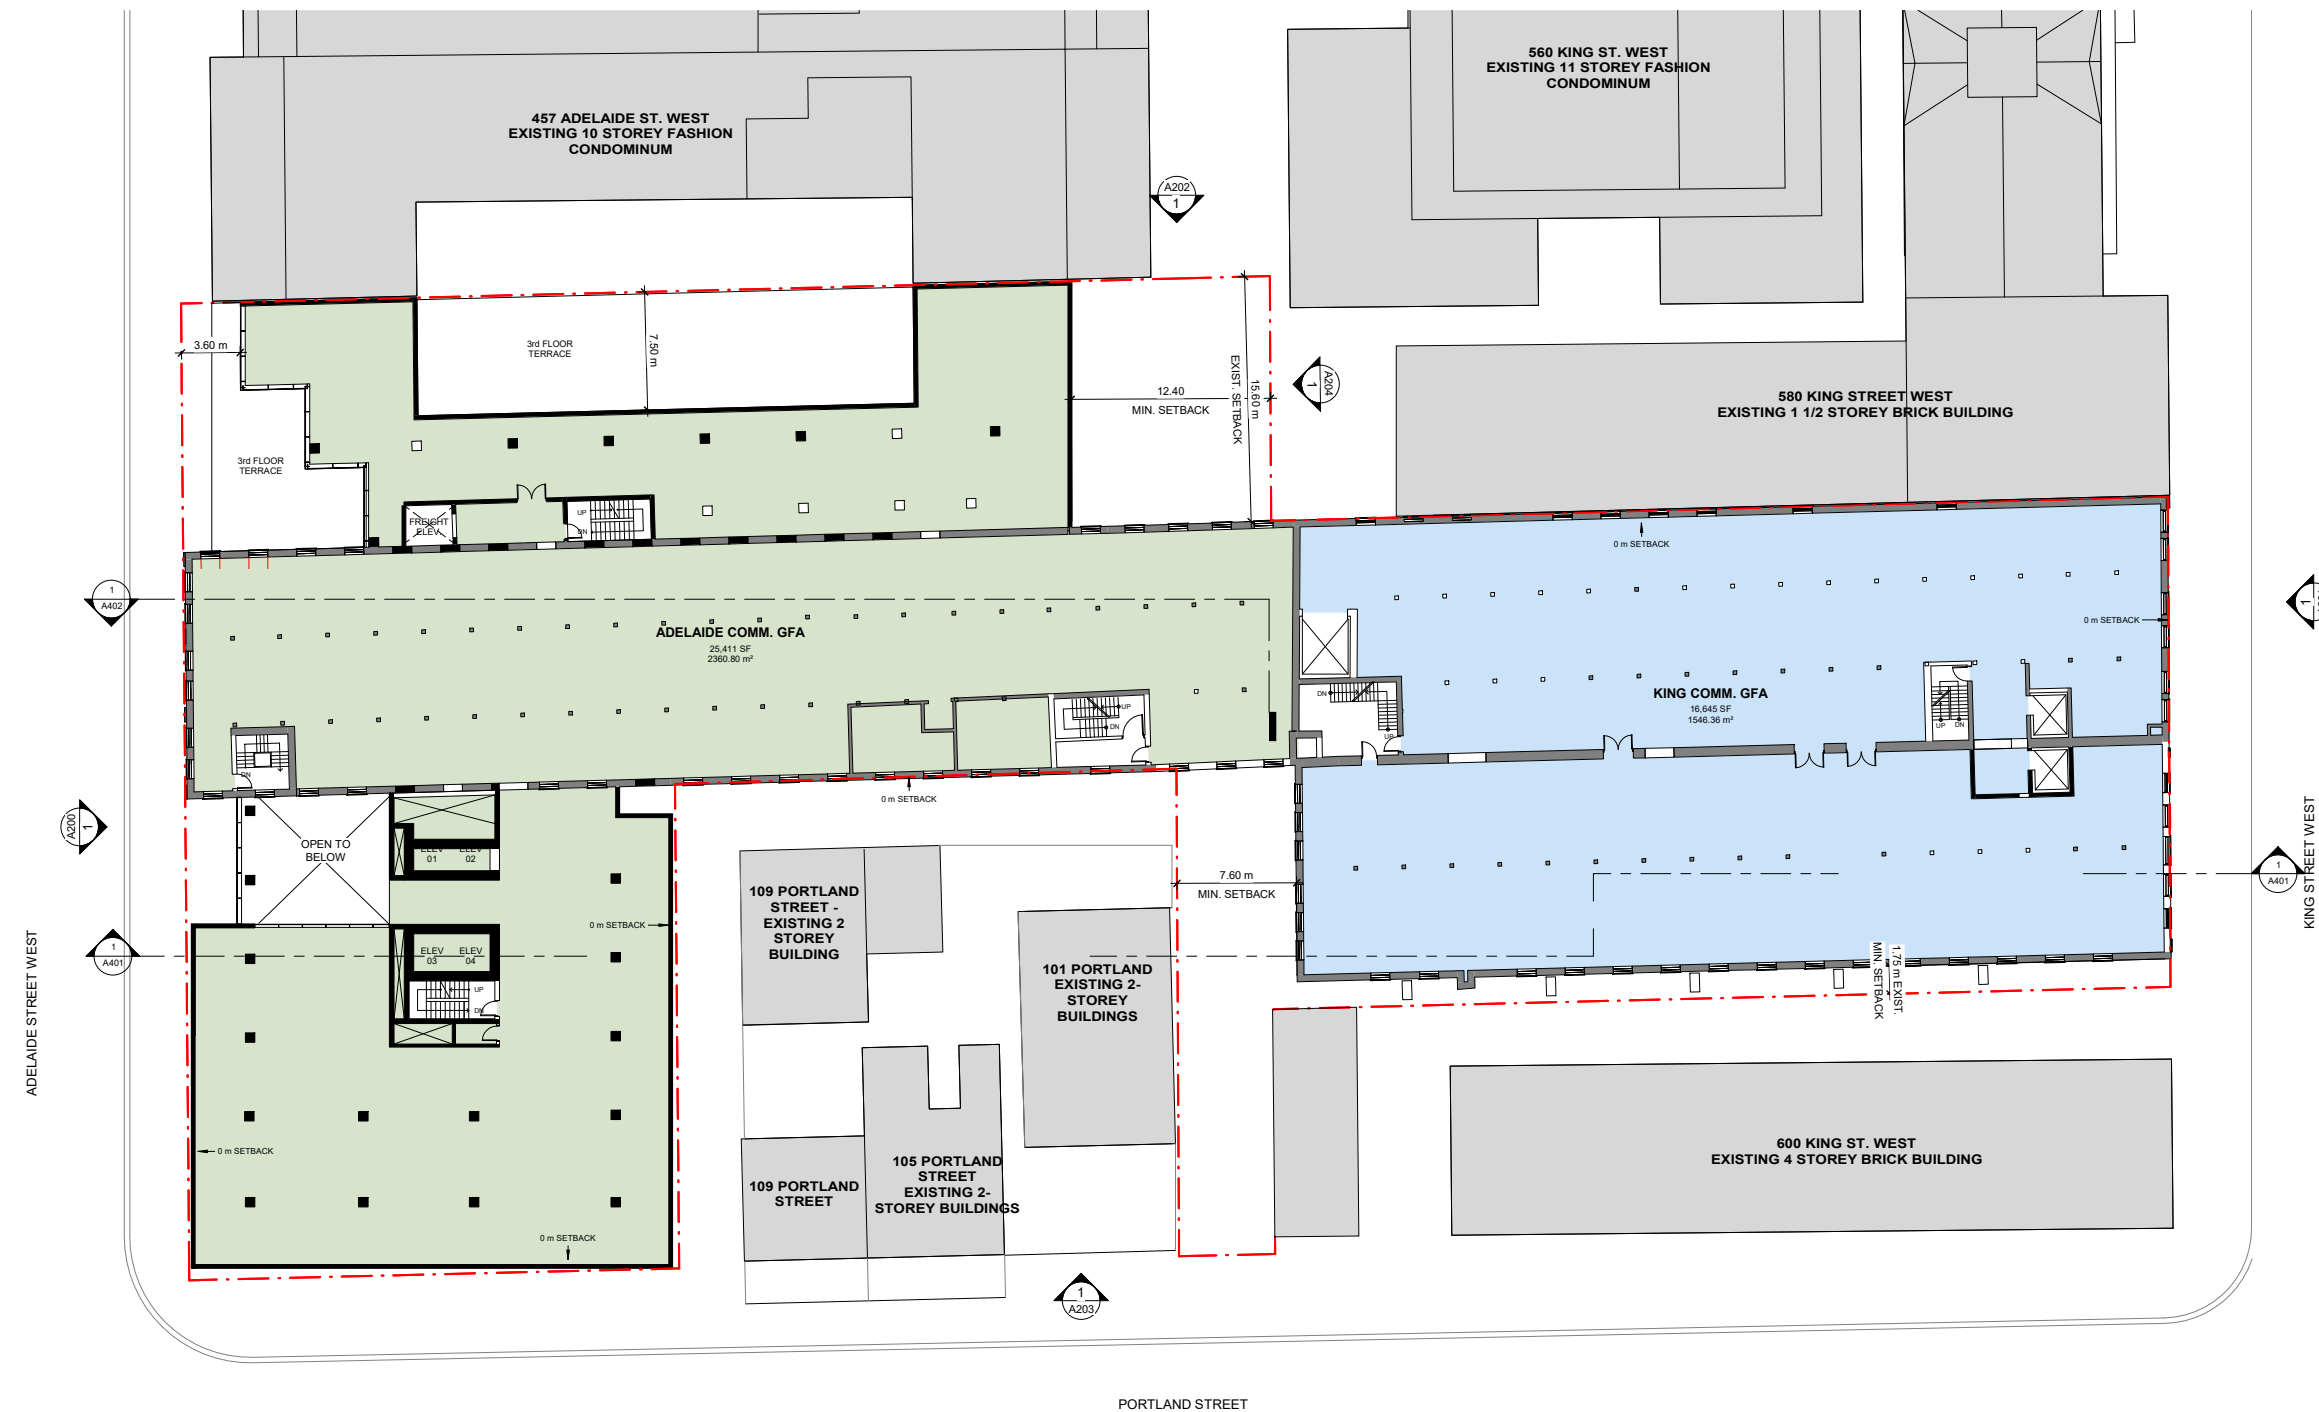 560 KING ST. WEST
EXISTING 11 STOREY FASHION
CONDOMINUM
457 ADELAIDE ST. WEST
EXISTING 10 STOREY FASHION
CONDOMINUM
A202
1
3.60 m
3rd FLOOR
TERRACE
7.50 m
12.40
MIN. SETBACK
15.60 m
EXIST. SETBACK
A204
1
580 KING STREET WEST
EXISTING 1 1/2 STOREY BRICK BUILDING
3rd FLOOR
TERRACE
FREIGHT
ELEV.
UP
DN
0 m SETBACK
1
A402
1
0 m SETBACK
ADELAIDE COMM. GFA
25,411 SF
2360.80 m²
KING COMM. GFA
16,645 SF
1546.36 m²
DN
UP
UP
DN
UP
DN
DN
0 m SETBACK
A200
1
OPEN TO
BELOW
ELEV
01
ELEV
02
109 PORTLAND
STREET -
EXISTING 2
STOREY
BUILDING
7.60 m
MIN. SETBACK
1
A401
KING STREET WEST
0 m SETBACK
ELEV
03
ELEV
04
UP
DN
1
A401
ADELAIDE STREET WEST
101 PORTLAND
EXISTING 2-
STOREY
BUILDINGS
1.75 m EXIST.
MIN. SETBACK
0 m SETBACK
105 PORTLAND
STREET
EXISTING 2-
STOREY BUILDINGS
109 PORTLAND
STREET
600 KING ST. WEST
EXISTING 4 STOREY BRICK BUILDING
0 m SETBACK
1
A203
PORTLAND STREET